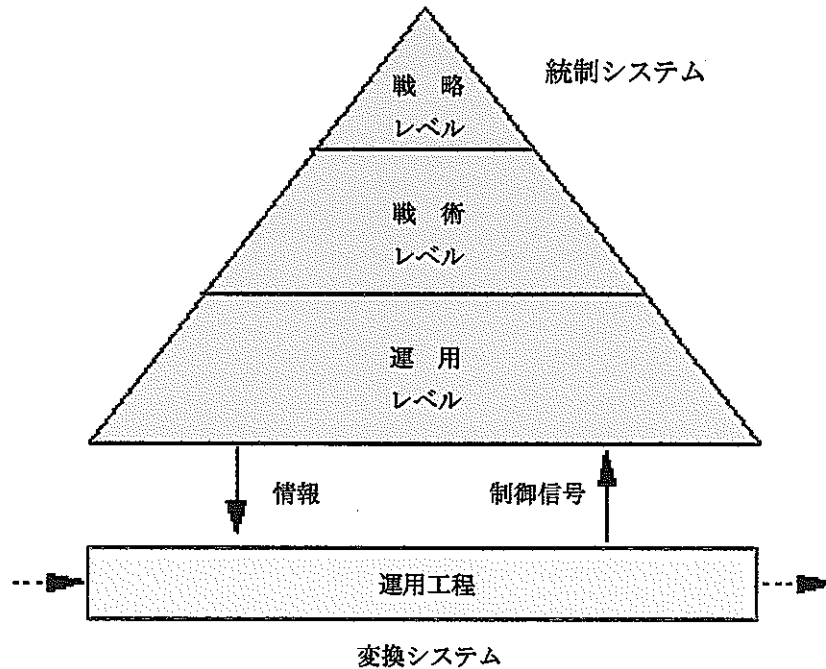 統制システム
戦 略
レベル
戦 術
レベル
運 用
レベル
情報
制御信号
運用工程
変換システム